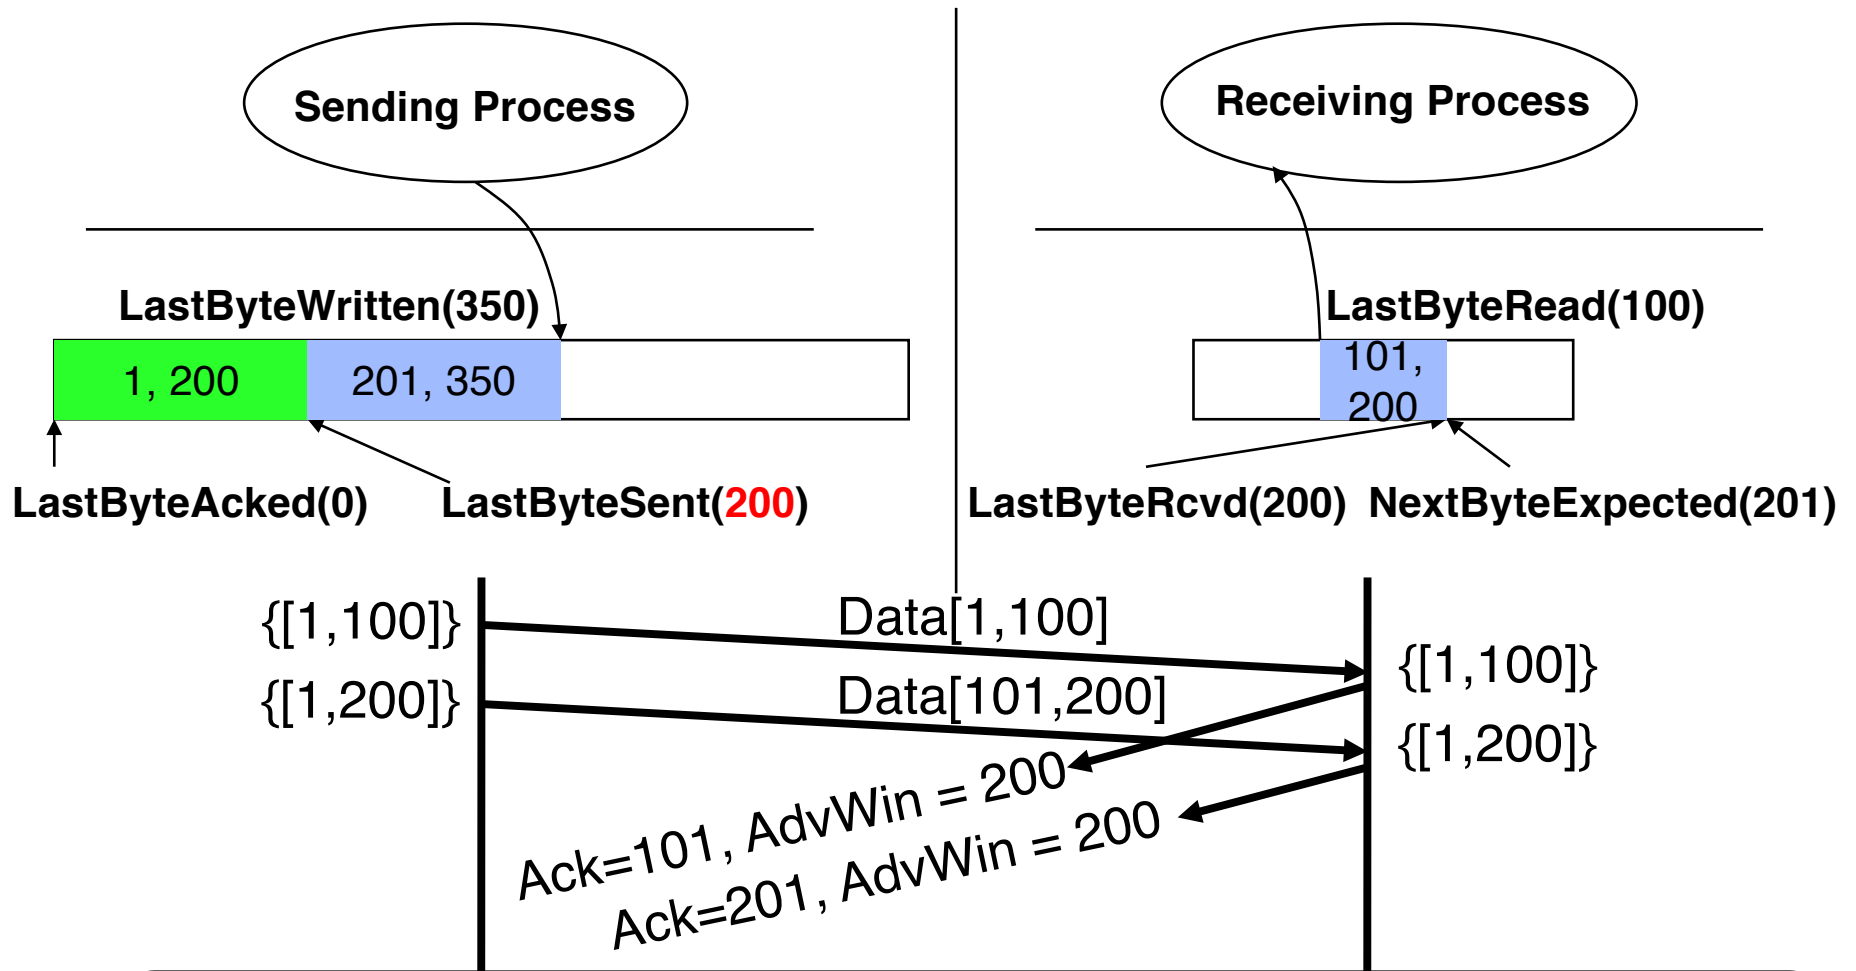 Sending Process
Receiving Process
LastByteWritten(350)
LastByteRead(100)
1, 200
201, 350
101,
200
LastByteAcked(0)
LastByteSent(200)
LastByteRcvd(200)
NextByteExpected(201)
{[1,100]}
Data[1,100]
{[1,100]}
{[1,200]}
Data[101,200]
{[1,200]}
Ack=101, AdvWin = 200
Ack=201, AdvWin = 200